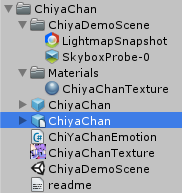 ChiyaChan
ChiyaDemoScene
LightmapSnapshot
SkyboxProbe-0
Materials
ChiyaChanTexture
ChiyaChan
ChiyaChan
ChiYaChanEmotion
ChiyaChanTexture
ChiyaDemoScene
readme